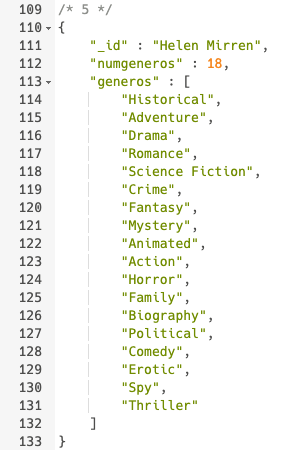 109 /* 5 */
110 {
111     "_id" : "Helen Mirren",
112     "numgeneros" : 18,
113     "generos" : [
114         "Historical",
115         "Adventure",
116         "Drama",
117         "Romance",
118         "Science Fiction",
119         "Crime",
120         "Fantasy",
121         "Mystery",
122         "Animated",
123         "Action",
124         "Horror",
125         "Family",
126         "Biography",
127         "Political",
128         "Comedy",
129         "Erotic",
130         "Spy",
131         "Thriller"
132     ]
133 }